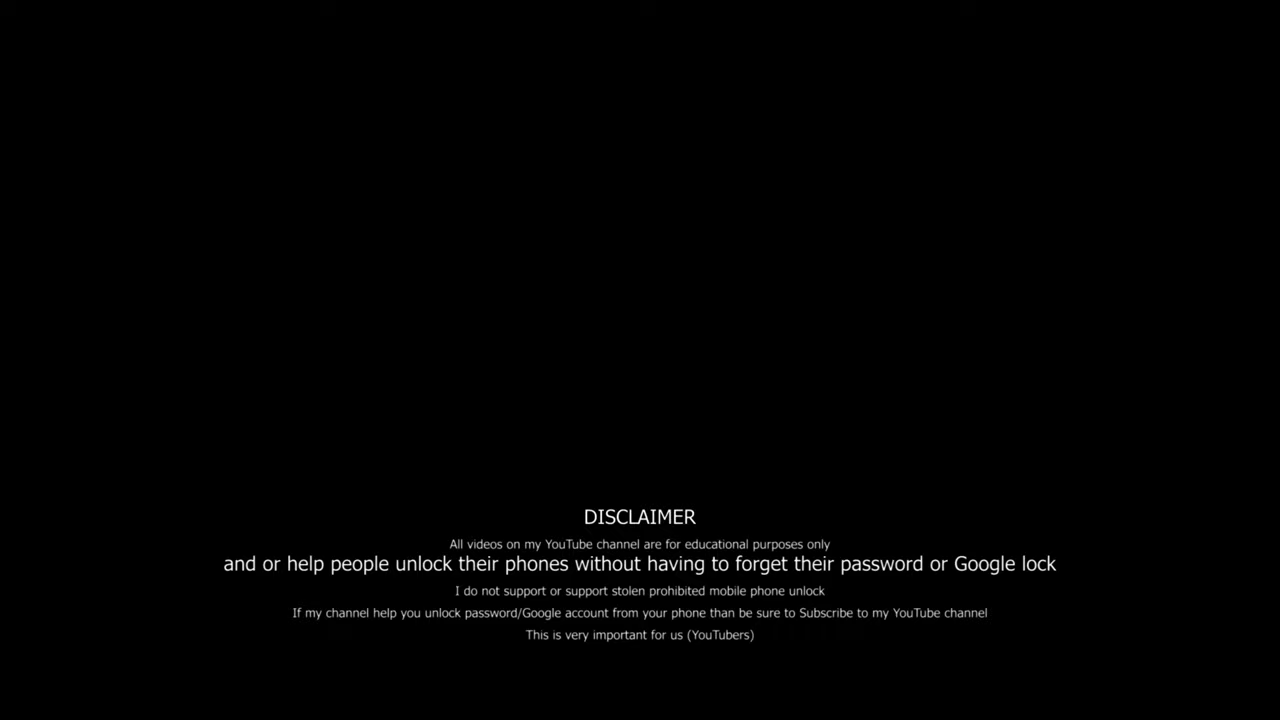 DISCLAIMER
All videos on my YouTube channel are for educational purposes only
and or help people unlock their phones without having to forget their password or Google lock
I do not support or support stolen prohibited mobile phone unlock
If my channel help you unlock password/Google account from your phone than be sure to Subscribe to my YouTube channel
This is very important for us (YouTubers)